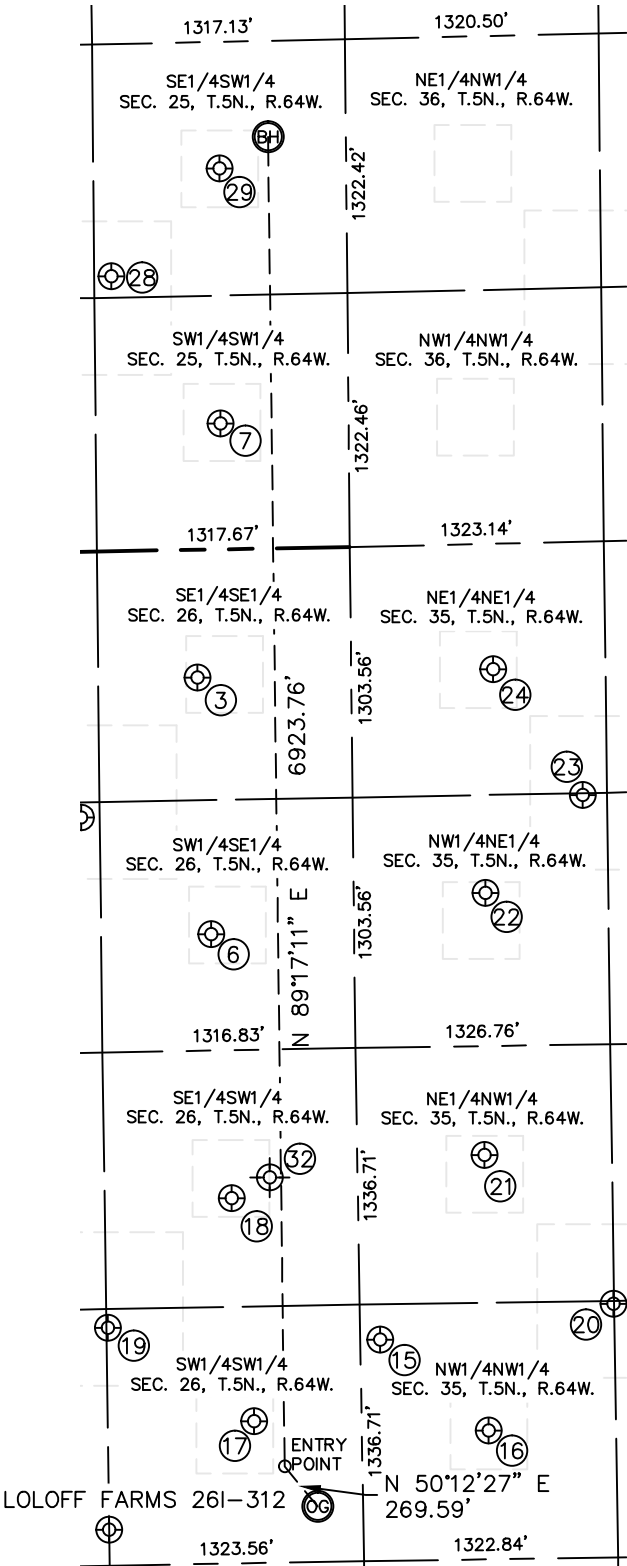 1317.13'
1320.50'
SE1/4SW1/4
SEC. 25, T.5N., R.64W.
NE1/4NW1/4
SEC. 36, T.5N., R.64W.
BH
29
1322.42'
28
SW1/4SW1/4
SEC. 25, T.5N., R.64W.
NW1/4NW1/4
SEC. 36, T.5N., R.64W.
7
1322.46'
1317.67'
1323.14'
SE1/4SE1/4
SEC. 26, T.5N., R.64W.
NE1/4NE1/4
SEC. 35, T.5N., R.64W.
3
6923.76'
1303.56'
24
23
SW1/4SE1/4
SEC. 26, T.5N., R.64W.
NW1/4NE1/4
SEC. 35, T.5N., R.64W.
6
N 89°17'11" E
1303.56'
22
1316.83'
1326.76'
SE1/4SW1/4
SEC. 26, T.5N., R.64W.
NE1/4NW1/4
SEC. 35, T.5N., R.64W.
32
18
1336.71'
21
19
20
15
SW1/4SW1/4
SEC. 26, T.5N., R.64W.
NW1/4NW1/4
SEC. 35, T.5N., R.64W.
17
ENTRY
POINT
1336.71'
16
LOLOFF FARMS 26I-312
OG
N 50°12'27" E
269.59'
1323.56'
1322.84'